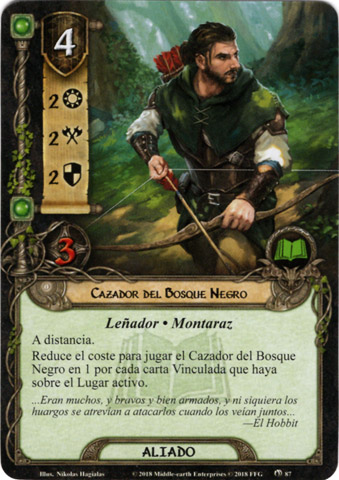 4
2
2
2
3
Cazador del Bosque Negro
Leñador • Montaraz
A distancia.
Reduce el coste para jugar el Cazador del Bosque
Negro en 1 por cada carta Vinculada que haya
sobre el Lugar activo.
...Eran muchos, y bravos y bien armados, y ni siquiera los
huargos se atrevían a atacarlos cuando los veían juntos...
—El Hobbit
ALIADO
Illus. Nikolas Hagialas
© 2018 Middle-earth Enterprises © 2018 FFG
87